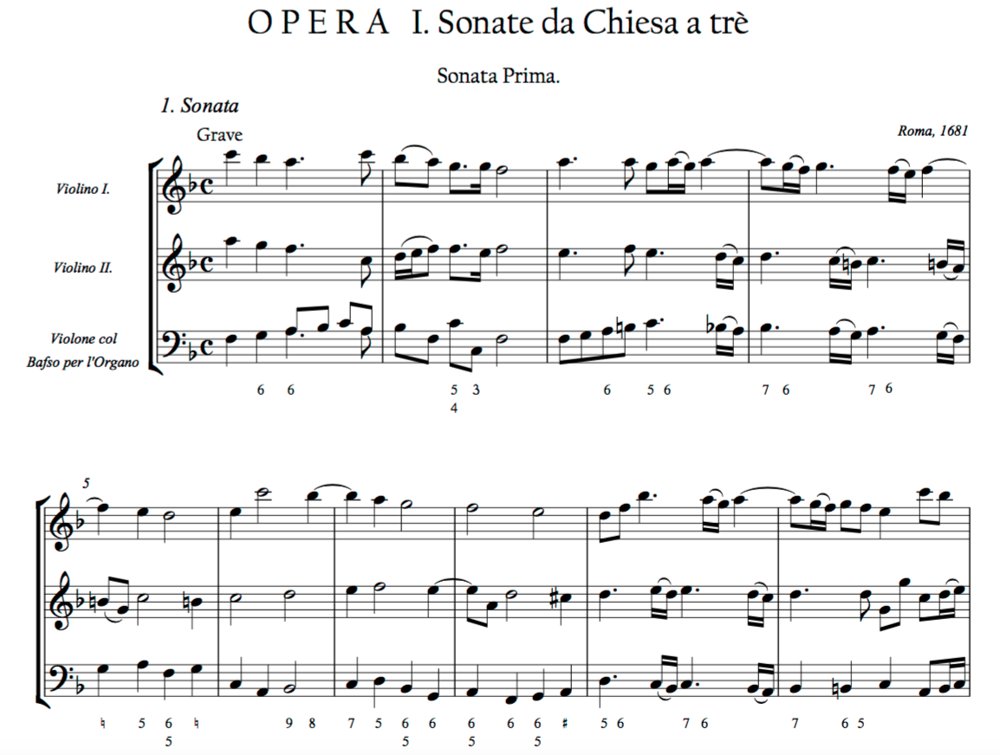 OPERA I. Sonate da Chiesa a trè
Sonata Prima.
1. Sonata
Grave
Roma, 1681
Violino I.
Violino II.
Violone col
Bafso per l'Organo
6 6 5 3 6 5 6 7 6 7 6
4
5
♮ 5 6 ♮ 9 8 7 5 6 6 6 6 6 ♯ 5 6 7 6 7 6 5
5 5 5 5